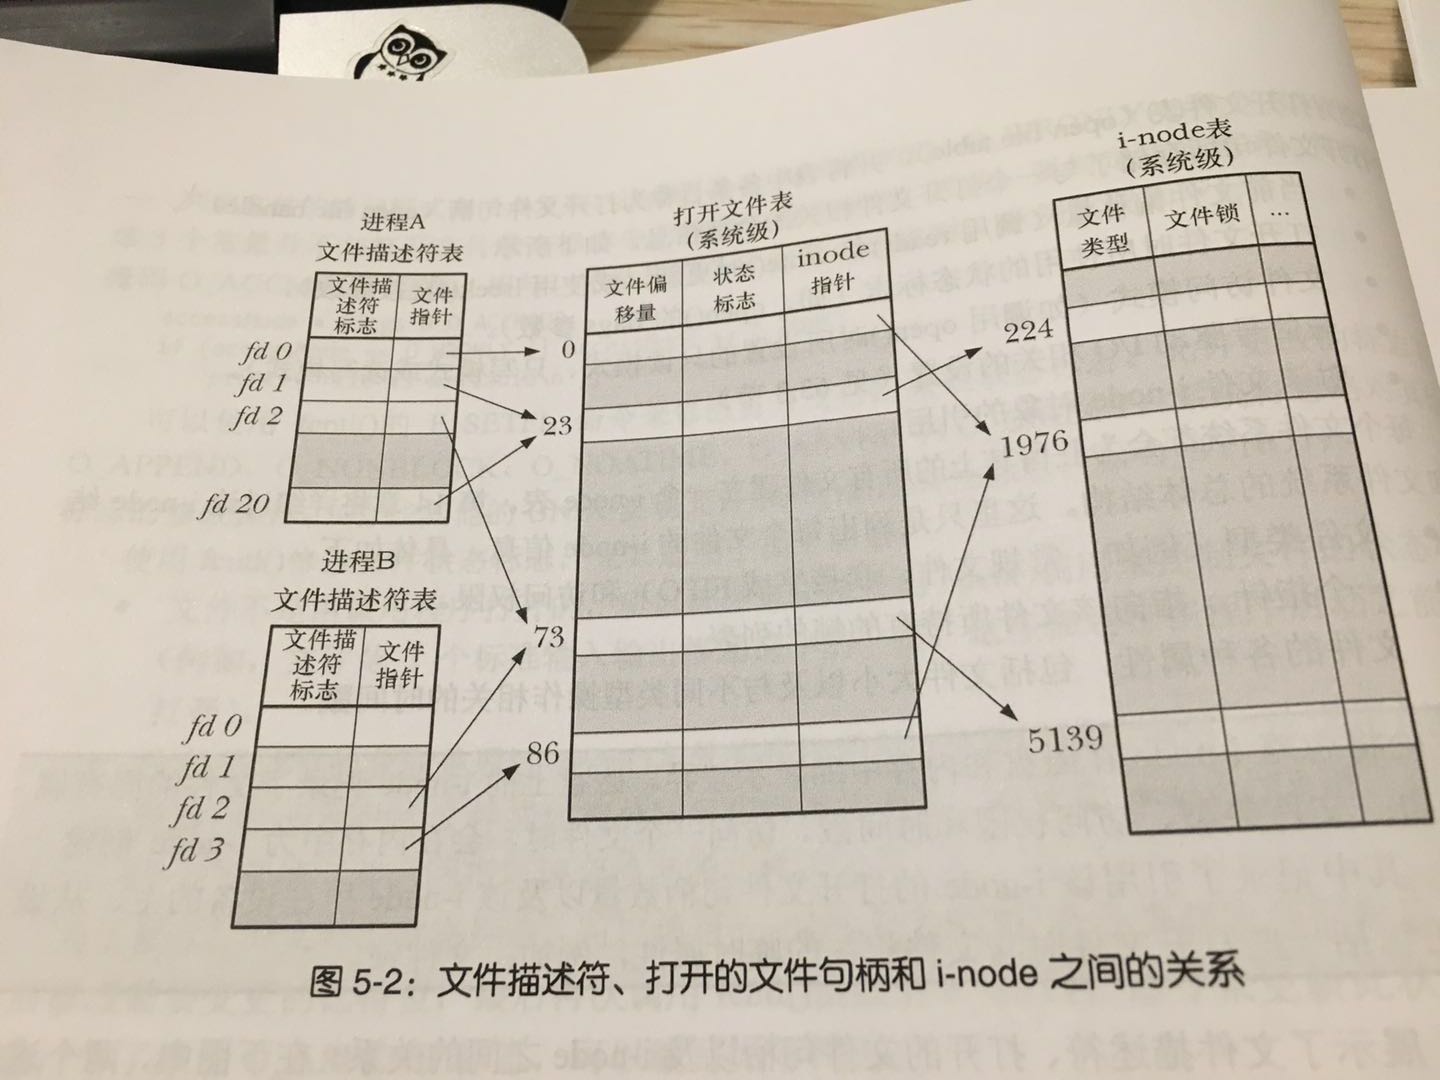 进程A
文件描述符表
文件描
述符
标志
文件
指针
fd 0
fd 1
fd 2
fd 20
进程B
文件描述符表
文件描
述符
标志
文件
指针
fd 0
fd 1
fd 2
fd 3
打开文件表
(系统级)
文件偏
移量
状态
标志
inode
指针
0
23
73
86
i-node表
(系统级)
文件
类型
文件锁
...
224
1976
5139
图 5-2：文件描述符、打开的文件句柄和 i-node 之间的关系